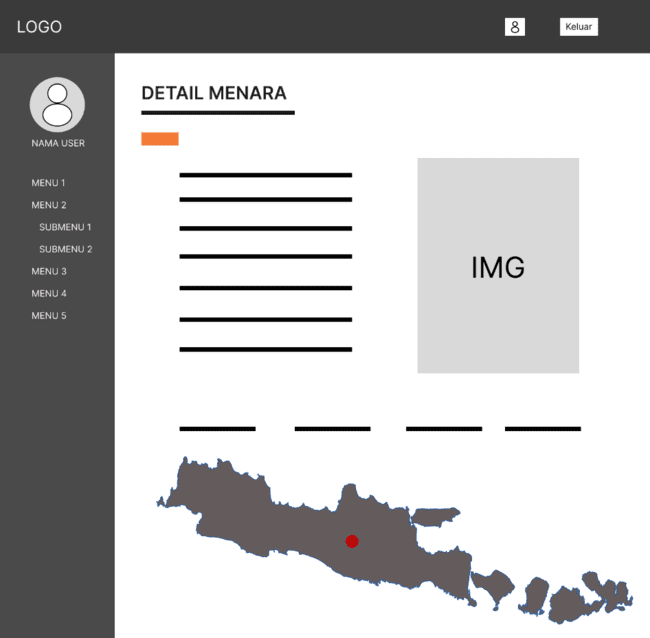 LOGO
Keluar
NAMA USER
MENU 1
MENU 2
SUBMENU 1
SUBMENU 2
MENU 3
MENU 4
MENU 5
DETAIL MENARA
IMG